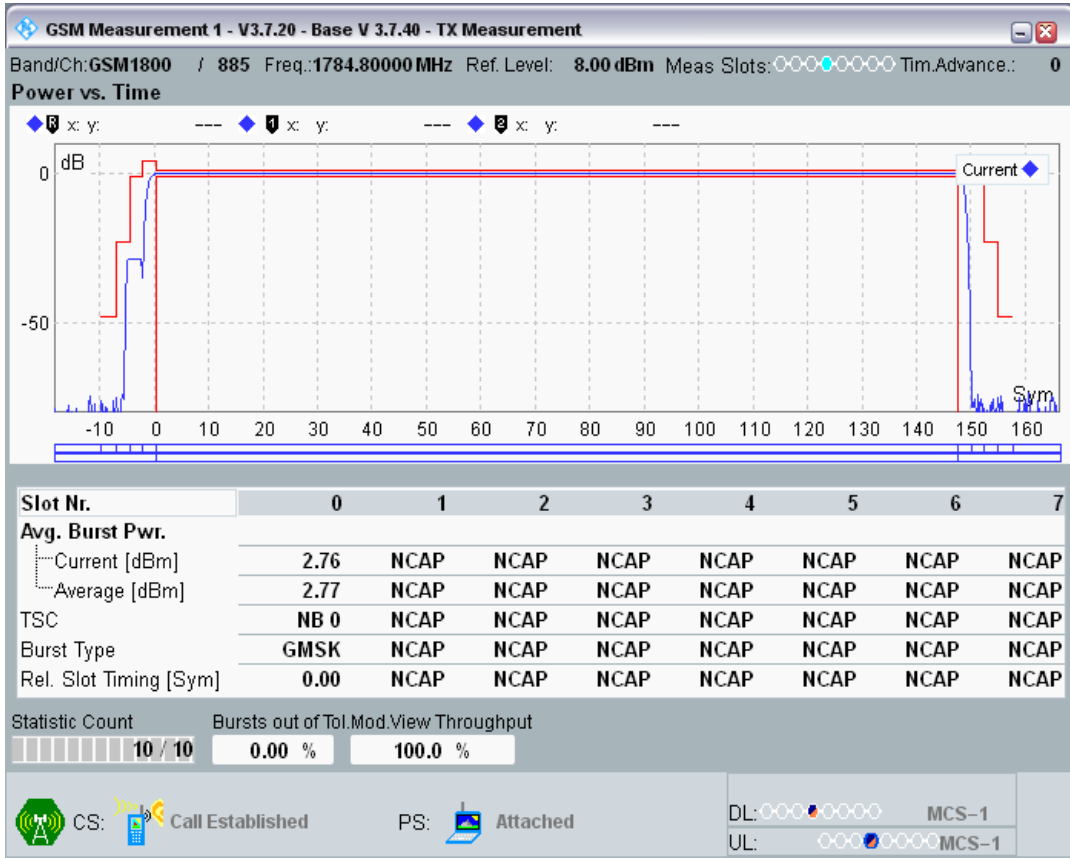 GSM Measurement 1 - V3.7.20 - Base V 3.7.40 - TX Measurement
Band/Ch:GSM1800 / 885 Freq.:1784.80000 MHz Ref. Level: 8.00 dBm Meas Slots: Tim.Advance.: 0
Power vs. Time
R x: y: --- 1 x: y: --- 2 x: y: ---
dB
0
Current
-50
Sym
-10 0 10 20 30 40 50 60 70 80 90 100 110 120 130 140 150 160
Slot Nr. 0 1 2 3 4 5 6 7
Avg. Burst Pwr.
Current [dBm] 2.76 NCAP NCAP NCAP NCAP NCAP NCAP NCAP
Average [dBm] 2.77 NCAP NCAP NCAP NCAP NCAP NCAP NCAP
TSC NB 0 NCAP NCAP NCAP NCAP NCAP NCAP NCAP
Burst Type GMSK NCAP NCAP NCAP NCAP NCAP NCAP NCAP
Rel. Slot Timing [Sym] 0.00 NCAP NCAP NCAP NCAP NCAP NCAP NCAP
Statistic Count Bursts out of Tol.Mod.View Throughput
10 / 10 0.00 % 100.0 %
CS: Call Established PS: Attached
DL: MCS-1
UL: MCS-1